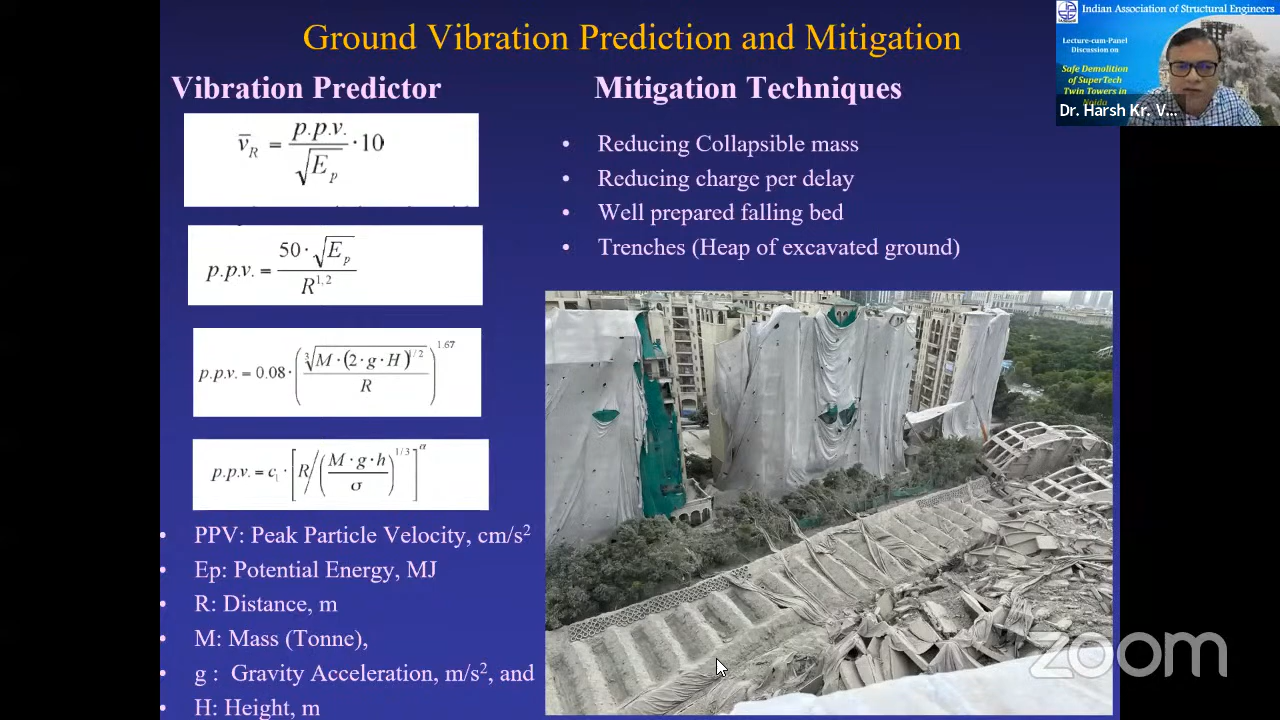 Ground Vibration Prediction and Mitigation
Vibration Predictor
v̄_R = p.p.v. / √E_p · 10
p.p.v. = 50 · √E_p / R^1,2
p.p.v. = 0.08 · (∛(M · (2 · g · H)^1/2) / R)^1.67
p.p.v. = c_1 · [R / (M · g · h / σ)^1/3]^α
• PPV: Peak Particle Velocity, cm/s²
• Ep: Potential Energy, MJ
• R: Distance, m
• M: Mass (Tonne),
• g : Gravity Acceleration, m/s², and
• H: Height, m
Mitigation Techniques
• Reducing Collapsible mass
• Reducing charge per delay
• Well prepared falling bed
• Trenches (Heap of excavated ground)
Indian Association of Structural Engineers
Lecture-cum-Panel
Discussion on
Safe Demolition
of SuperTech
Twin Towers in
Noida
Dr. Harsh Kr. V...
zoom